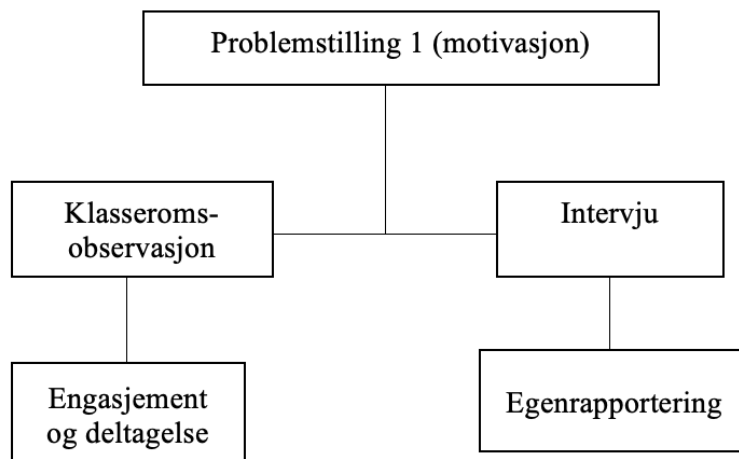 Problemstilling 1 (motivasjon)
Klasseroms-
observasjon
Intervju
Engasjement
og deltagelse
Egenrapportering